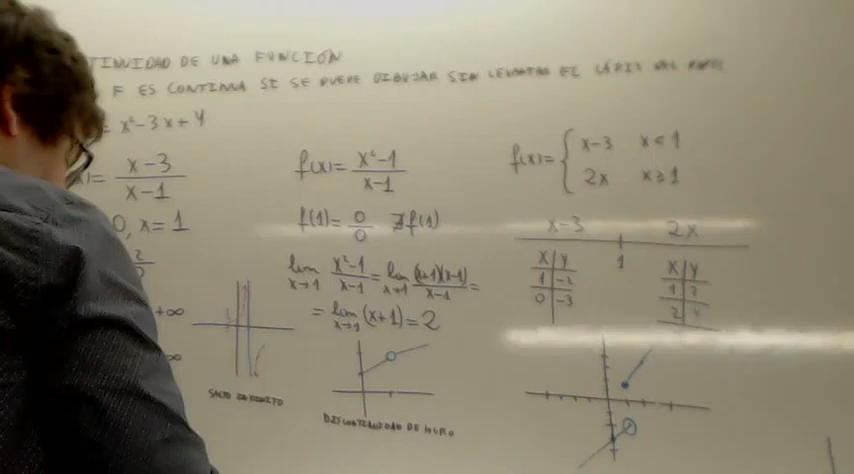 TINUIDAD DE UNA FUNCIÓN
F ES CONTINUA SI SE PUEDE DIBUJAR SIN LEVANTAR EL LÁPIZ DEL PAPEL
= x²-3x+4
= x-3 / x-1
0, x=1
+∞
∞
SALTO INFINITO
f(x)= x²-1 / x-1
f(1)= 0/0 ∄f(1)
lim x→1 x²-1 / x-1 = lim x→1 (x+1)(x-1) / x-1 =
= lim x→1 (x+1)=2
DISCONTINUIDAD DE MURO
f(x)= { x-3 x<1
2x x≥1
x-3 2x
1
x y
1 -2
0 -3
x y
1 2
2